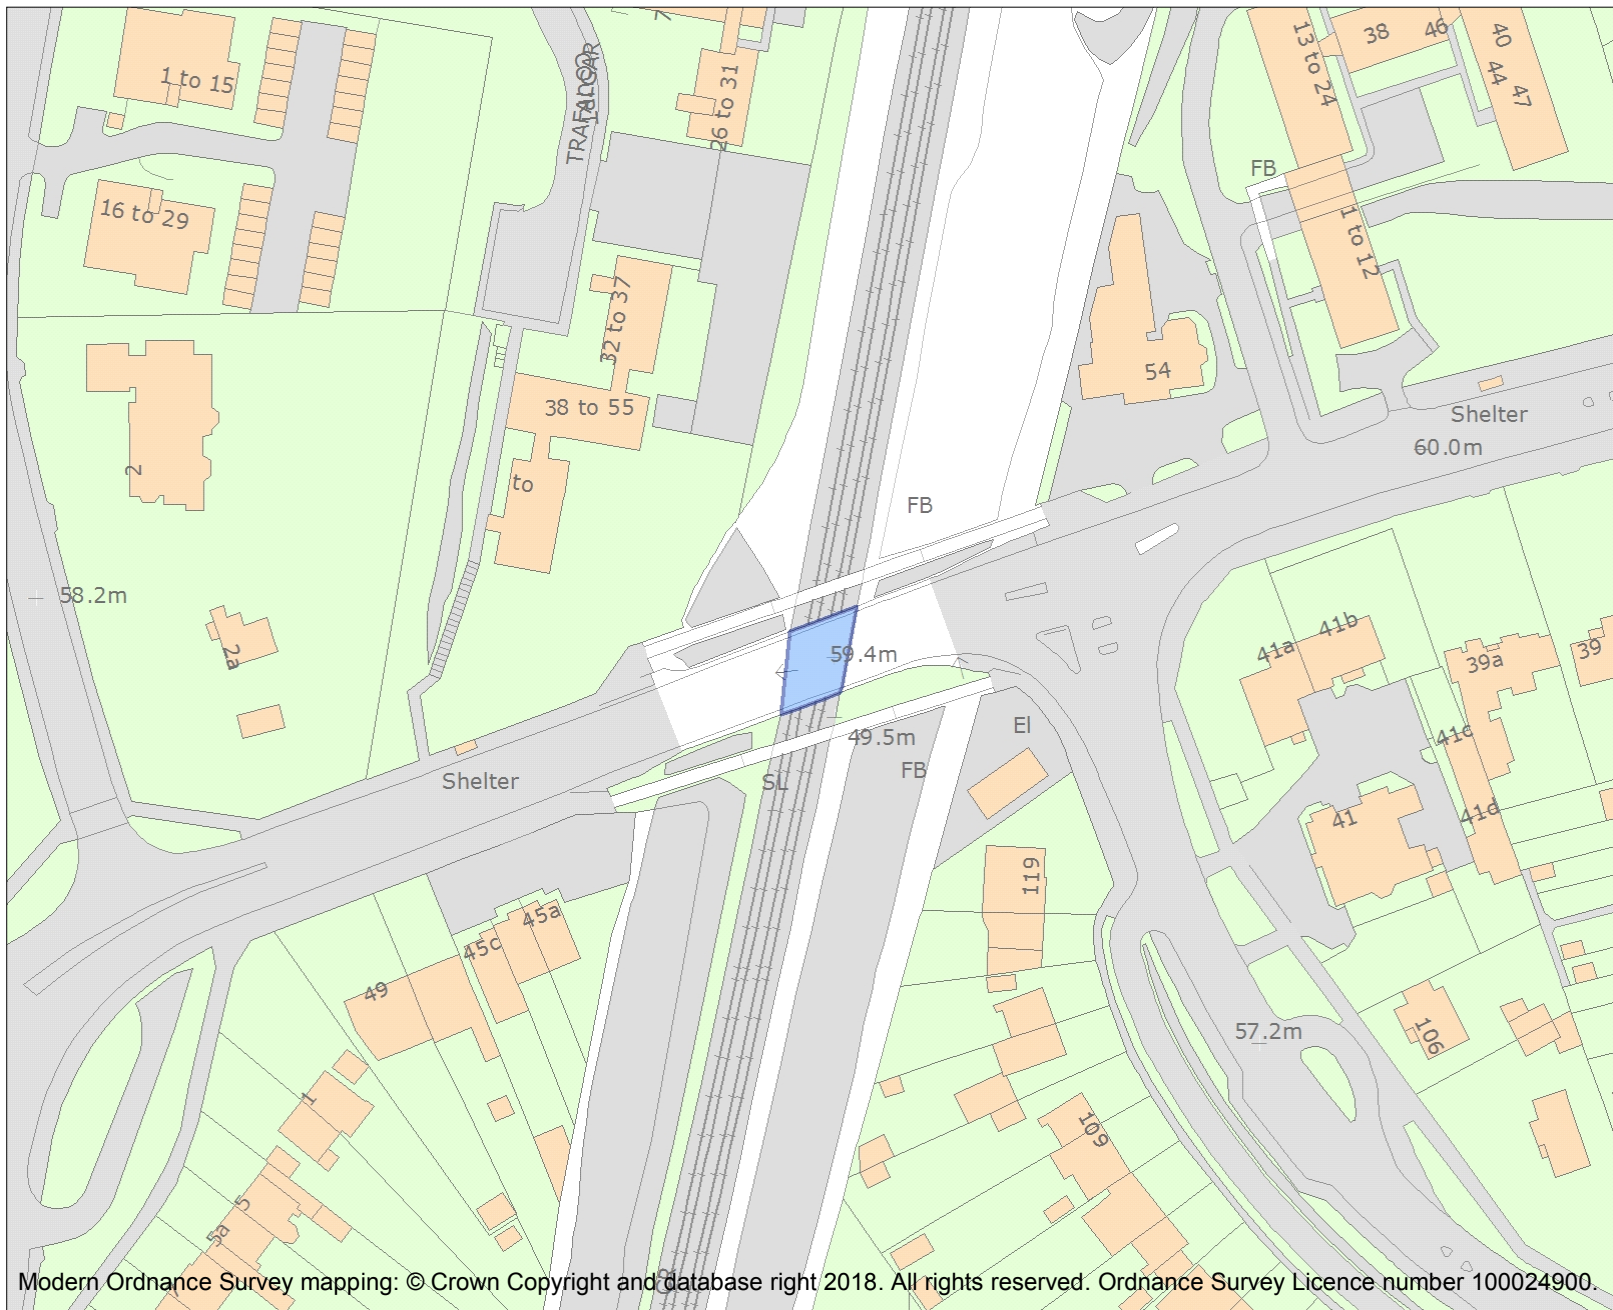 1 to 15
TRAFALGAR
26 to 31
13 to 24
38
46
40
44
47
FB
16 to 29
1 to 12
32 to 37
54
38 to 55
Shelter
60.0m
2
to
FB
58.2m
2a
41a
41b
39a
39
59.4m
El
49.5m
FB
SL
Shelter
41c
41d
41
119
45a
45c
49
57.2m
106
1
109
5
5a
Modern Ordnance Survey mapping: © Crown Copyright and database right 2018. All rights reserved. Ordnance Survey Licence number 100024900.